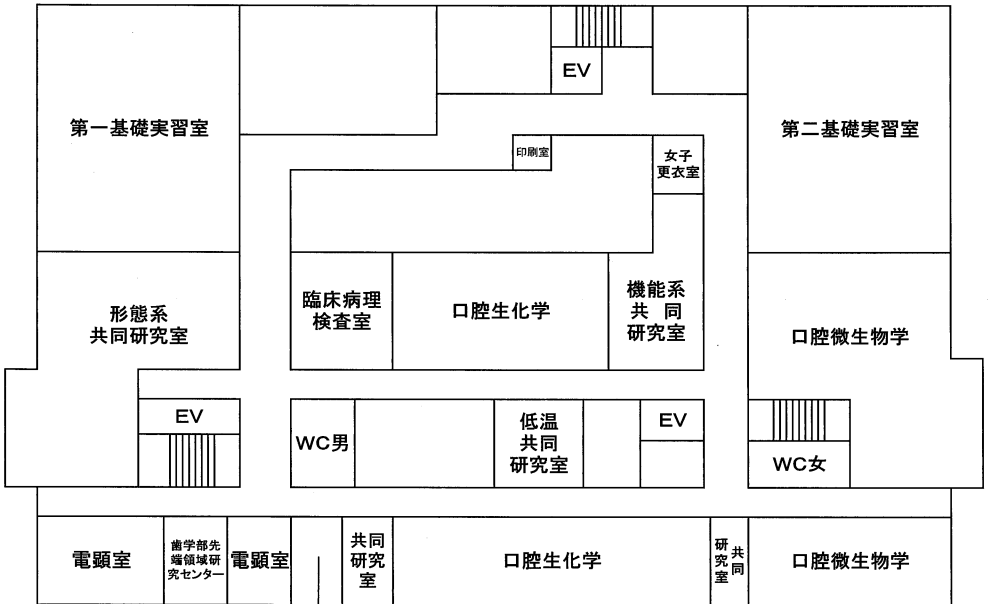 EV
第一基礎実習室
第二基礎実習室
印刷室
女子
更衣室
形態系
共同研究室
臨床病理
検査室
口腔生化学
機能系
共同
研究室
口腔微生物学
EV
WC男
低温
共同
研究室
EV
WC女
電顕室
歯学部先
端領域研
究センター
電顕室
共同
研究
室
口腔生化学
共同
研究室
口腔微生物学